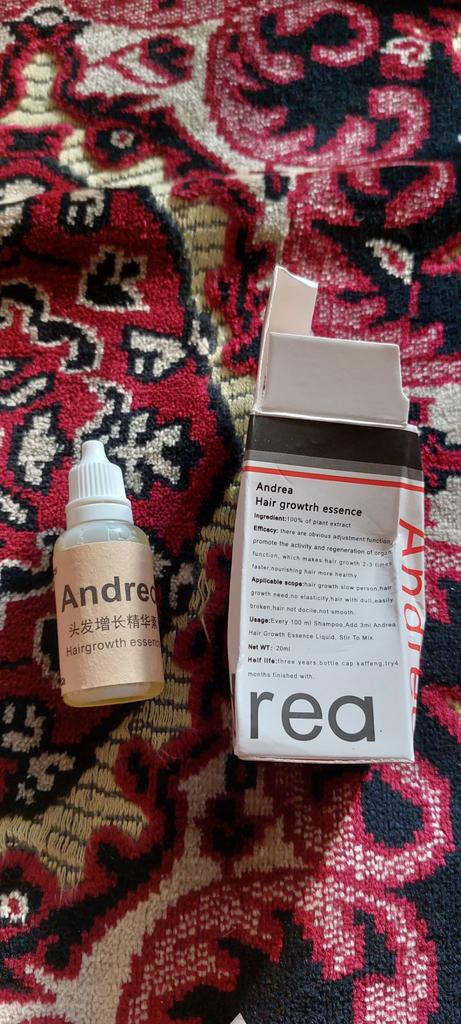 Andrea
头发增长精华素
Hairgrowth essence
Andrea
Hair growtrh essence
Ingredient:100% of plant extract
Efficacy: there are obvious adjustment function,
promote the activity and regeneration of organ
function, which makes hair growth 2-3 times
faster,nourishing hair more healthy.
Applicable scope:hair growth slow person,hair
growth need,no elasticity,hair with dull,easily
broken,hair not docile,not smooth.
Usage:Every 100 ml Shampoo,Add 3ml Andrea
Hair Growth Essence Liquid, Stir To Mix.
Net WT: 20ml
Half life:three years,bottle cap kaffeng,try4
months finished with.
rea
Andrea